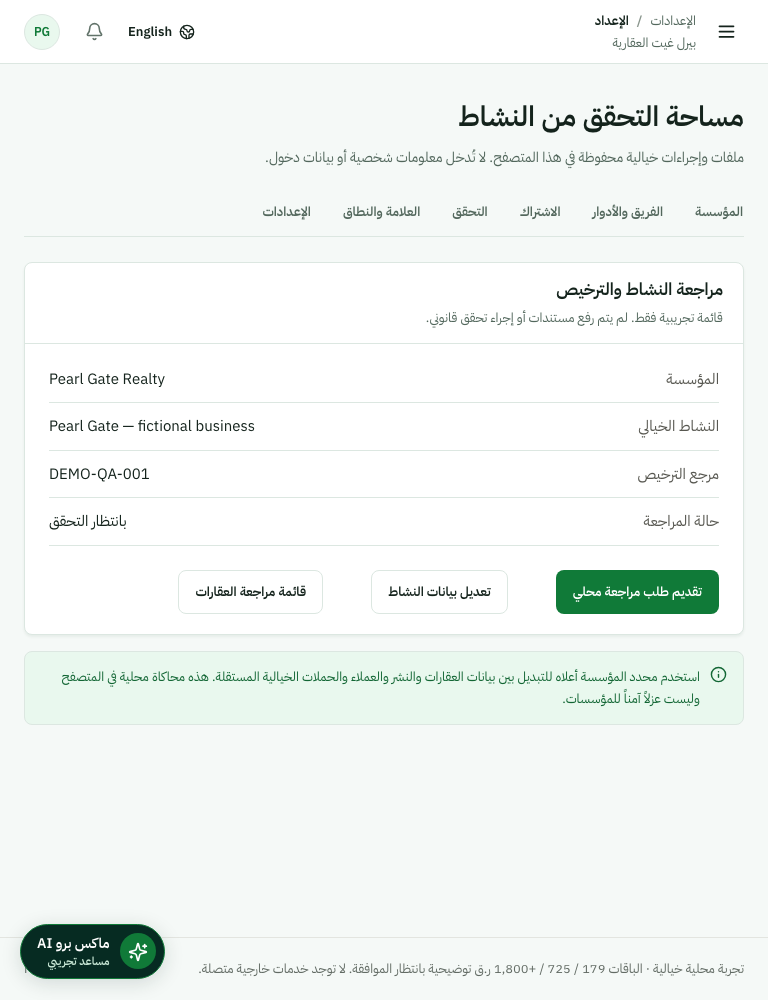 الإعدادات / الإعداد
بيرل غيت العقارية
English
PG
مساحة التحقق من النشاط
ملفات وإجراءات خيالية محفوظة في هذا المتصفح. لا تُدخل معلومات شخصية أو بيانات دخول.
المؤسسة
الفريق والأدوار
الاشتراك
التحقق
العلامة والنطاق
الإعدادات
مراجعة النشاط والترخيص
قائمة تجريبية فقط. لم يتم رفع مستندات أو إجراء تحقق قانوني.
المؤسسة Pearl Gate Realty
النشاط الخيالي Pearl Gate — fictional business
مرجع الترخيص DEMO-QA-001
حالة المراجعة بانتظار التحقق
تقديم طلب مراجعة محلي
تعديل بيانات النشاط
قائمة مراجعة العقارات
استخدم محدد المؤسسة أعلاه للتبديل بين بيانات العقارات والنشر والعملاء والحملات الخيالية المستقلة. هذه محاكاة محلية في المتصفح
وليست عزلاً آمناً للمؤسسات.
تجربة محلية خيالية · الباقات 179 / 725 / 1,800+ ر.ق توضيحية بانتظار الموافقة. لا توجد خدمات خارجية متصلة.
ماكس برو AI
مساعد تجريبي